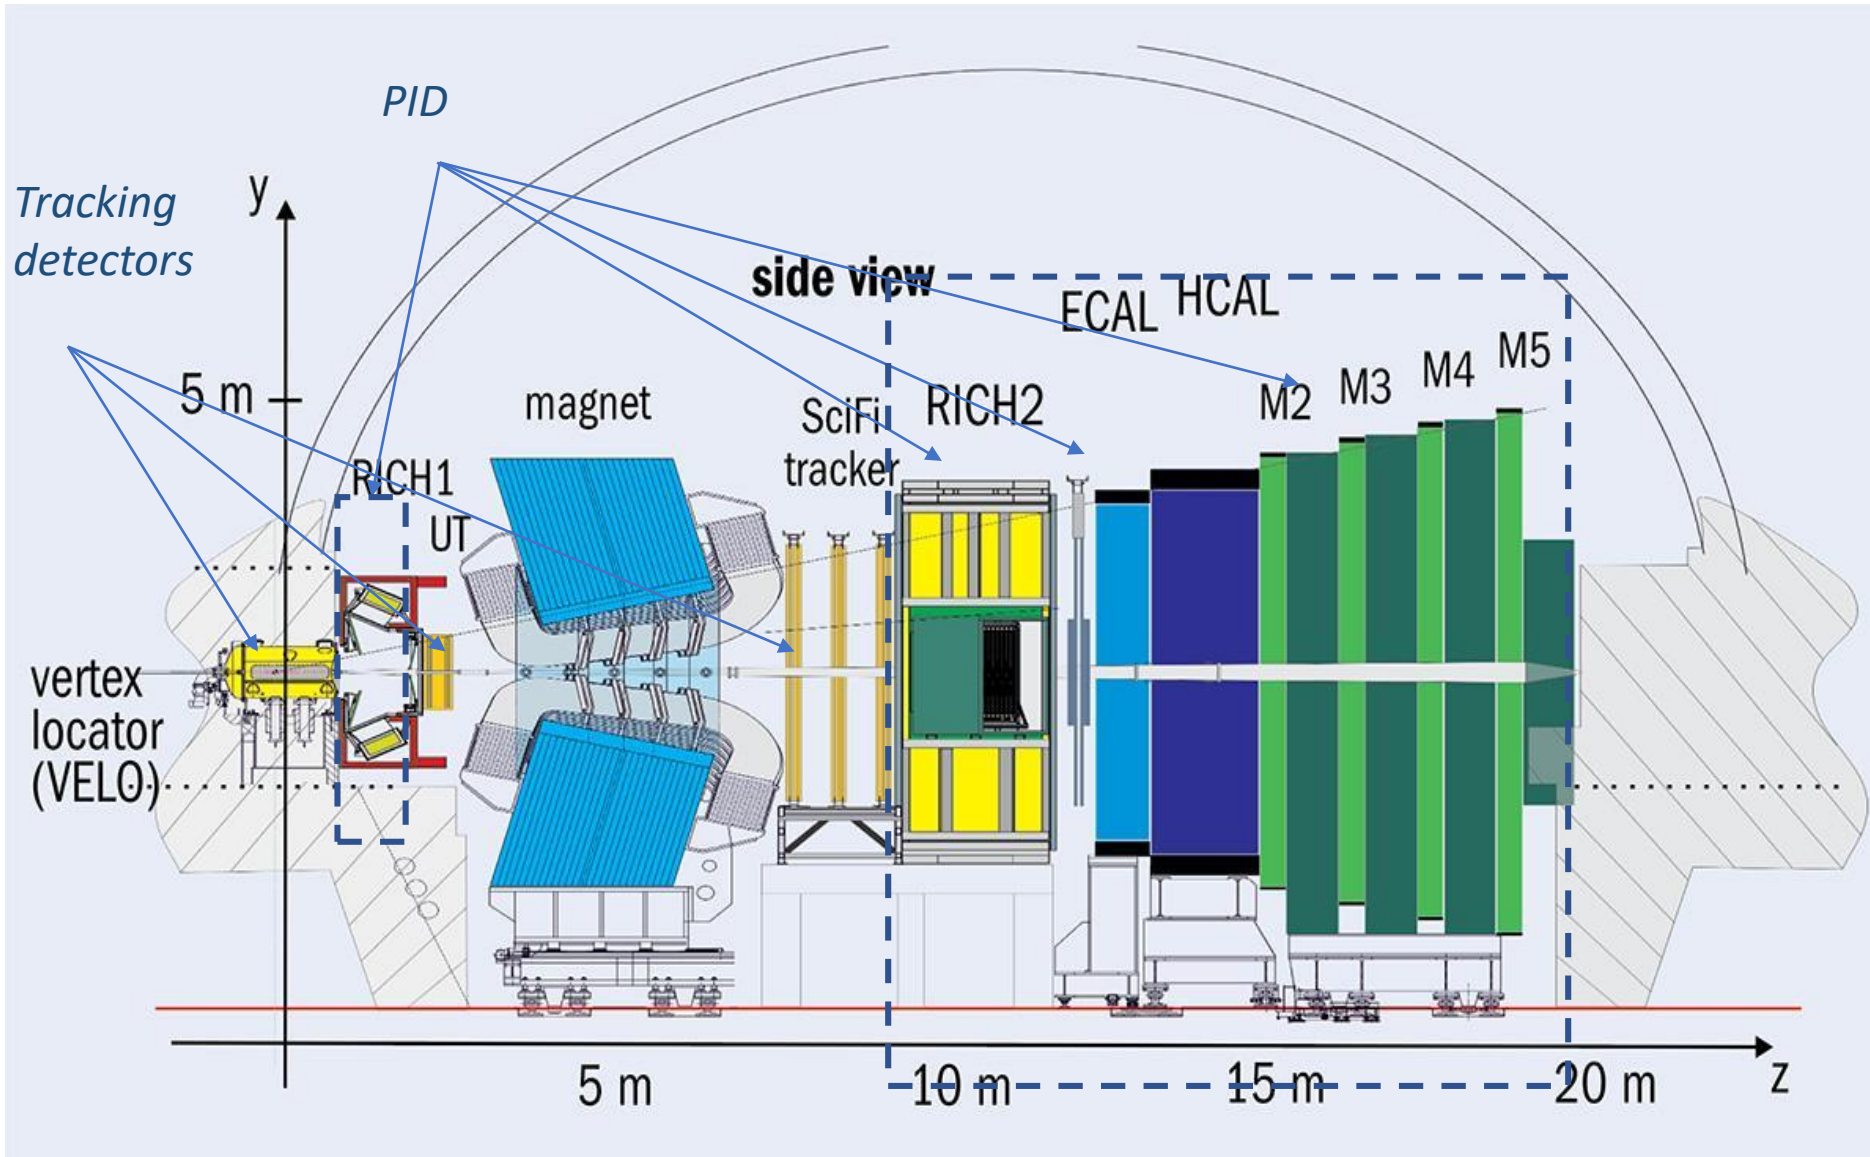 PID
Tracking
detectors
y
side view
ECAL
HCAL
5 m
magnet
SciFi
tracker
RICH2
M2
M3
M4
M5
RICH1
UT
vertex
locator
(VELO)
5 m
10 m
15 m
20 m
z